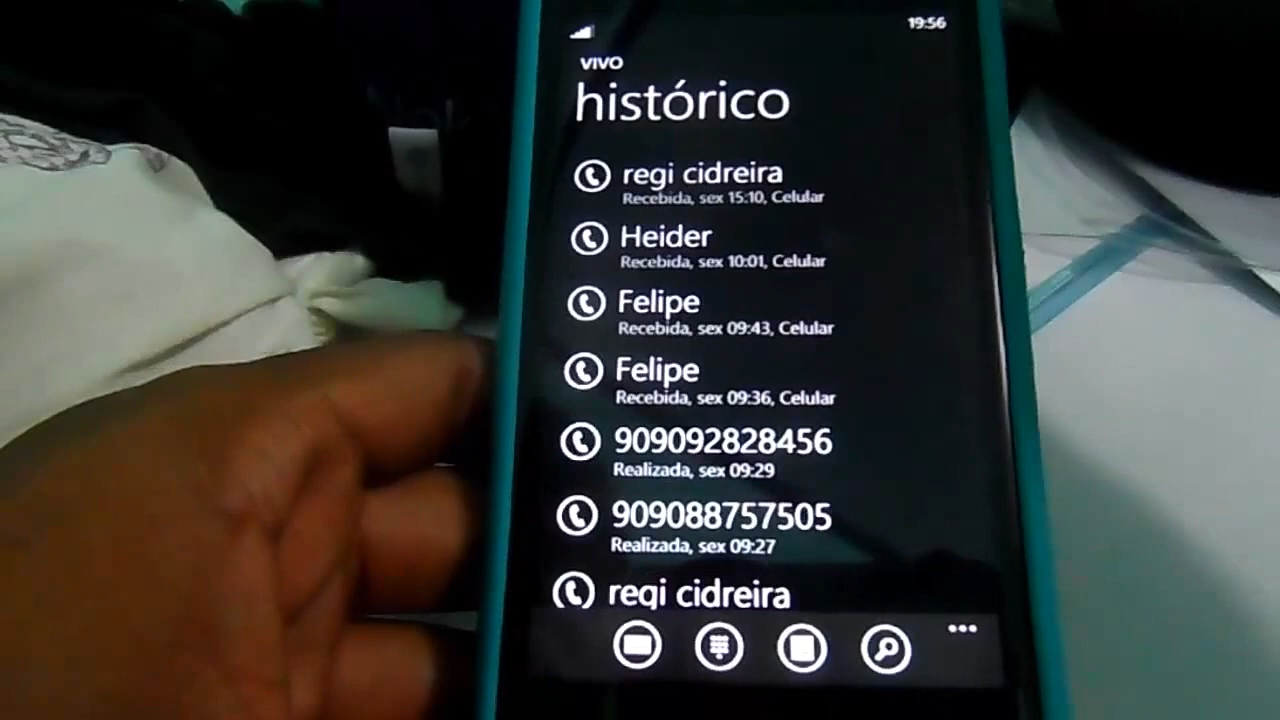 19:56
VIVO
histórico
regi cidreira
Recebida, sex 15:10, Celular
Heider
Recebida, sex 10:01, Celular
Felipe
Recebida, sex 09:43, Celular
Felipe
Recebida, sex 09:36, Celular
909092828456
Realizada, sex 09:29
909088757505
Realizada, sex 09:27
regi cidreira